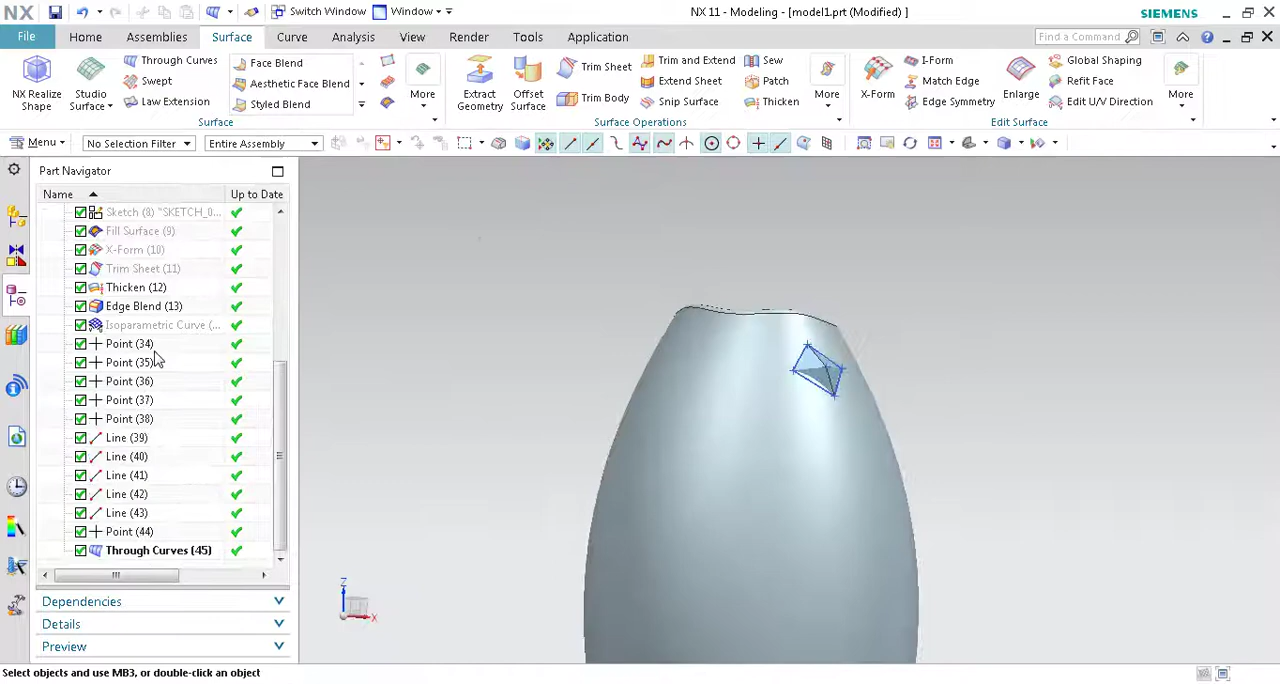 NX Switch Window Window NX 11 - Modeling - [model1.prt (Modified) ] SIEMENS
File Home Assemblies Surface Curve Analysis View Render Tools Application Find a Command
NX Realize Shape
Studio Surface
Through Curves
Swept
Law Extension
Face Blend
Aesthetic Face Blend
Styled Blend
More
Surface
Extract Geometry
Offset Surface
Trim Sheet
Trim Body
Trim and Extend
Extend Sheet
Snip Surface
Sew
Patch
Thicken
More
Surface Operations
X-Form
I-Form
Match Edge
Edge Symmetry
Enlarge
Global Shaping
Refit Face
Edit U/V Direction
More
Edit Surface
Menu No Selection Filter Entire Assembly
Part Navigator
Name Up to Date
Sketch (8) "SKETCH_0...
Fill Surface (9)
X-Form (10)
Trim Sheet (11)
Thicken (12)
Edge Blend (13)
Isoparametric Curve (...
Point (34)
Point (35)
Point (36)
Point (37)
Point (38)
Line (39)
Line (40)
Line (41)
Line (42)
Line (43)
Point (44)
Through Curves (45)
Z
X
Dependencies
Details
Preview
Select objects and use MB3, or double-click an object